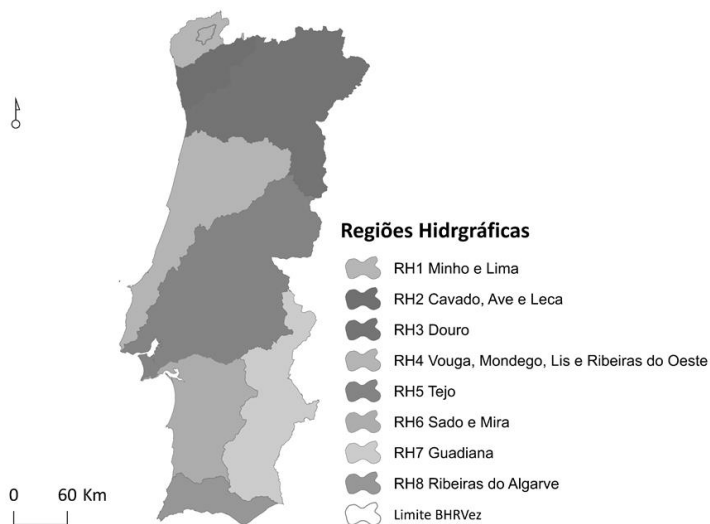 Regiões Hidrgráficas
RH1 Minho e Lima
RH2 Cavado, Ave e Leca
RH3 Douro
RH4 Vouga, Mondego, Lis e Ribeiras do Oeste
RH5 Tejo
RH6 Sado e Mira
RH7 Guadiana
RH8 Ribeiras do Algarve
Limite BHRVez
0 60 Km